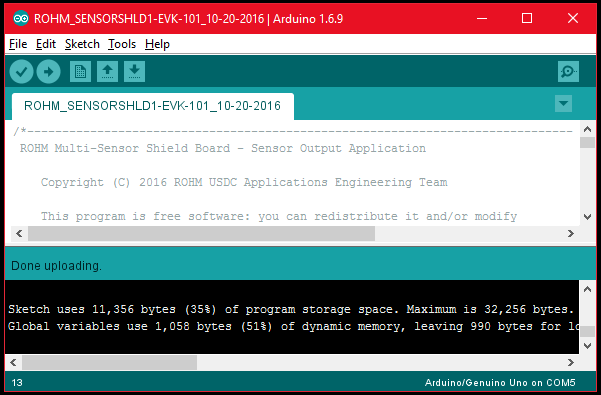 ROHM_SENSORSHLD1-EVK-101_10-20-2016 | Arduino 1.6.9
File Edit Sketch Tools Help
ROHM_SENSORSHLD1-EVK-101_10-20-2016
/*------------------------------------------------------------------------------
ROHM Multi-Sensor Shield Board - Sensor Output Application
Copyright (C) 2016 ROHM USDC Applications Engineering Team
This program is free software: you can redistribute it and/or modify
Done uploading.
Sketch uses 11,356 bytes (35%) of program storage space. Maximum is 32,256 bytes.
Global variables use 1,058 bytes (51%) of dynamic memory, leaving 990 bytes for lo
13
Arduino/Genuino Uno on COM5